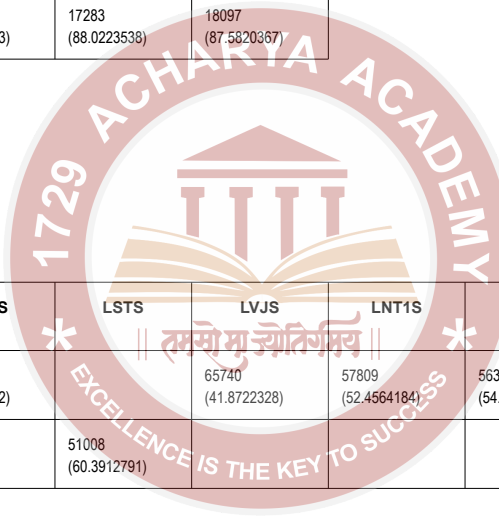 3) 17283 18097
(88.0223538) (87.5820367)
1729 ACHARYA ACADEMY
S LSTS LVJS LNT1S
|| तमसो मा ज्योतिर्गमय ||
65740 57809 563
2) (41.8722328) (52.4564184) (54.
51008
(60.3912791)
* EXCELLENCE IS THE KEY TO SUCCESS *